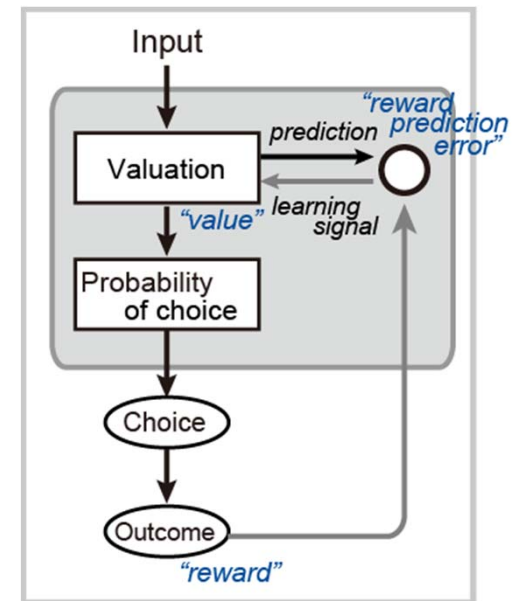 Input
“reward
prediction
error”
prediction
Valuation
learning
signal
“value”
Probability
of choice
Choice
Outcome
“reward”